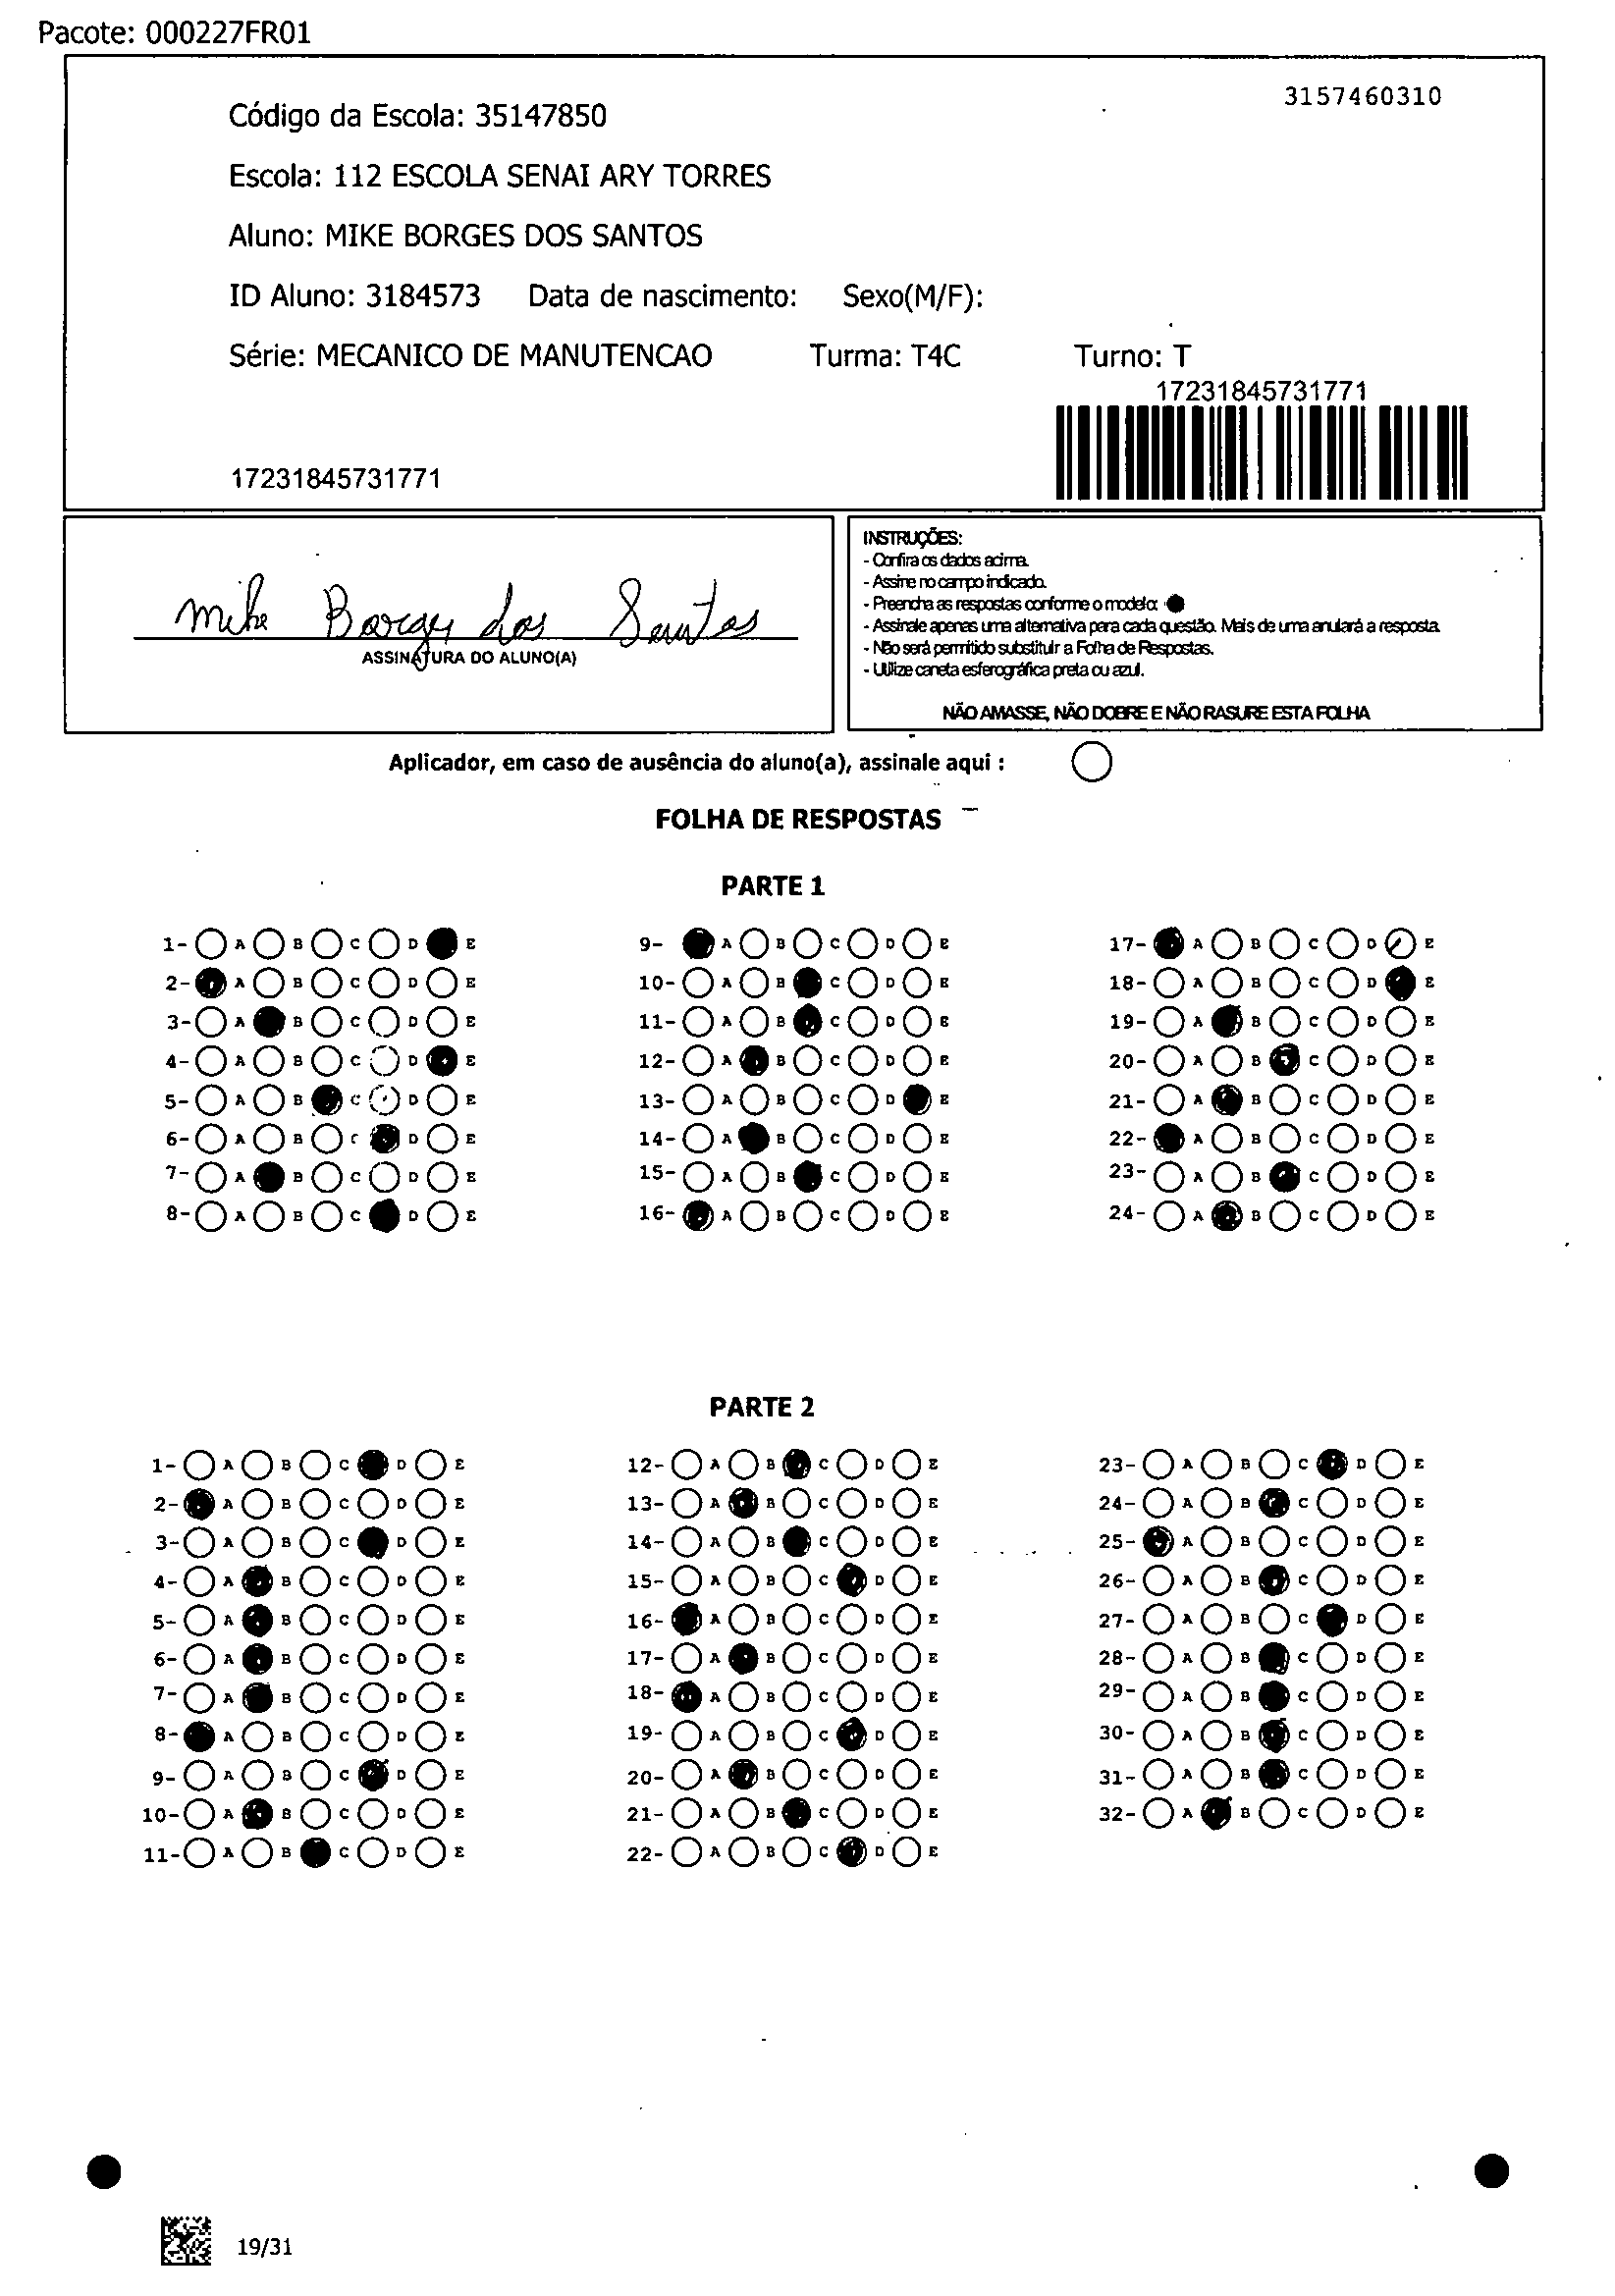 Pacote: 000227FR01
3157460310
Código da Escola: 35147850
Escola: 112 ESCOLA SENAI ARY TORRES
Aluno: MIKE BORGES DOS SANTOS
ID Aluno: 3184573 Data de nascimento: Sexo(M/F):
Série: MECANICO DE MANUTENCAO Turma: T4C Turno: T
17231845731771
17231845731771
Mike Borges dos Santos
ASSINATURA DO ALUNO(A)
INSTRUÇÕES:
- Confira os dados acima.
- Assine no campo indicado.
- Preencha as respostas conforme o modelo:
- Assinale apenas uma alternativa para cada questão. Mais de uma anulará a resposta.
- Não será permitido substituir a Folha de Respostas.
- Utilize caneta esferográfica preta ou azul.
NÃO AMASSE, NÃO DOBRE E NÃO RASURE ESTA FOLHA
Aplicador, em caso de ausência do aluno(a), assinale aqui :
FOLHA DE RESPOSTAS
PARTE 1
1- A B C D E 9- A B C D E 17- A B C D E
2- A B C D E 10- A B C D E 18- A B C D E
3- A B C D E 11- A B C D E 19- A B C D E
4- A B C D E 12- A B C D E 20- A B C D E
5- A B C D E 13- A B C D E 21- A B C D E
6- A B C D E 14- A B C D E 22- A B C D E
7- A B C D E 15- A B C D E 23- A B C D E
8- A B C D E 16- A B C D E 24- A B C D E
PARTE 2
1- A B C D E 12- A B C D E 23- A B C D E
2- A B C D E 13- A B C D E 24- A B C D E
3- A B C D E 14- A B C D E 25- A B C D E
4- A B C D E 15- A B C D E 26- A B C D E
5- A B C D E 16- A B C D E 27- A B C D E
6- A B C D E 17- A B C D E 28- A B C D E
7- A B C D E 18- A B C D E 29- A B C D E
8- A B C D E 19- A B C D E 30- A B C D E
9- A B C D E 20- A B C D E 31- A B C D E
10- A B C D E 21- A B C D E 32- A B C D E
11- A B C D E 22- A B C D E
19/31